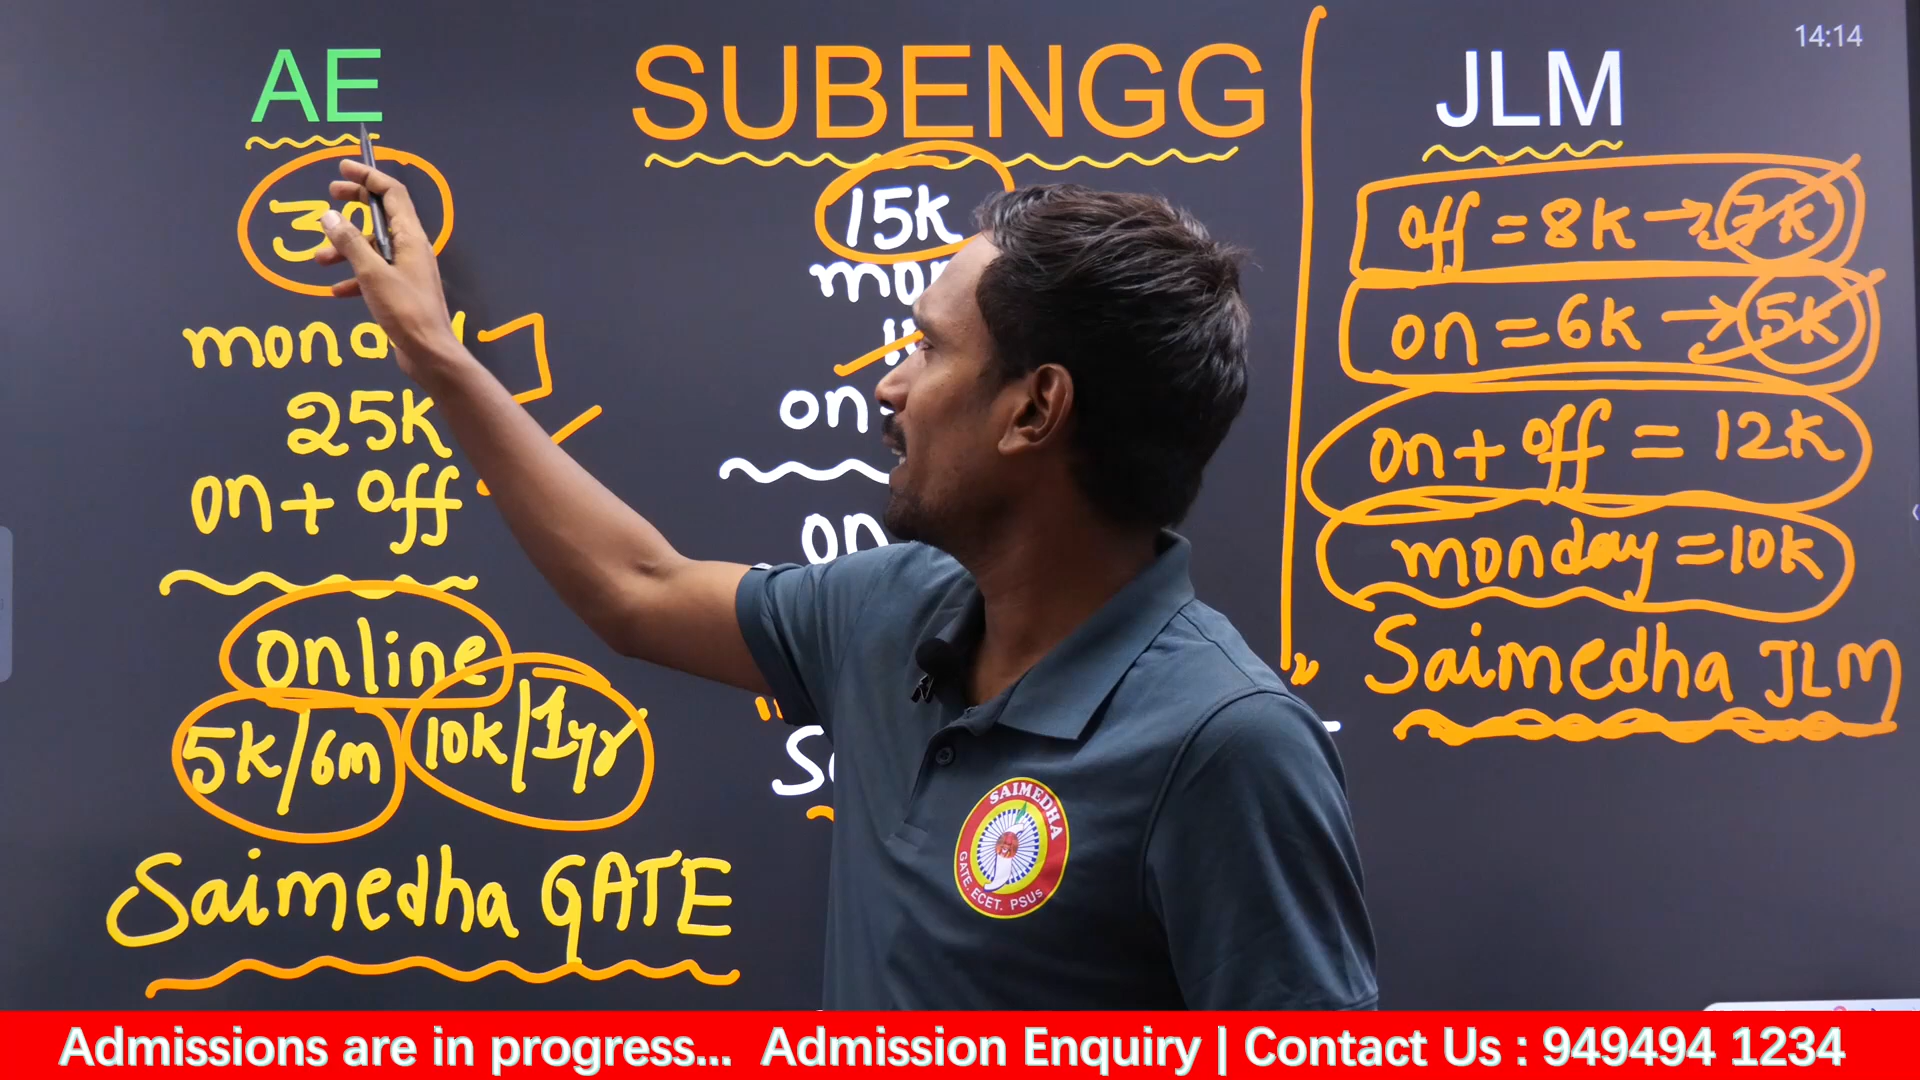 AE
monday
25K
on + off
online
5K/6m 10K/1yr
Saimedha GATE
SUBENGG
15K
on
on
14:14
JLM
off = 8K → 7K
on = 6K → 5K
on + off = 12K
monday = 10K
Saimedha JLM
SAIMEDHA
GATE. ECET. PSUs
Admissions are in progress... Admission Enquiry | Contact Us : 949494 1234